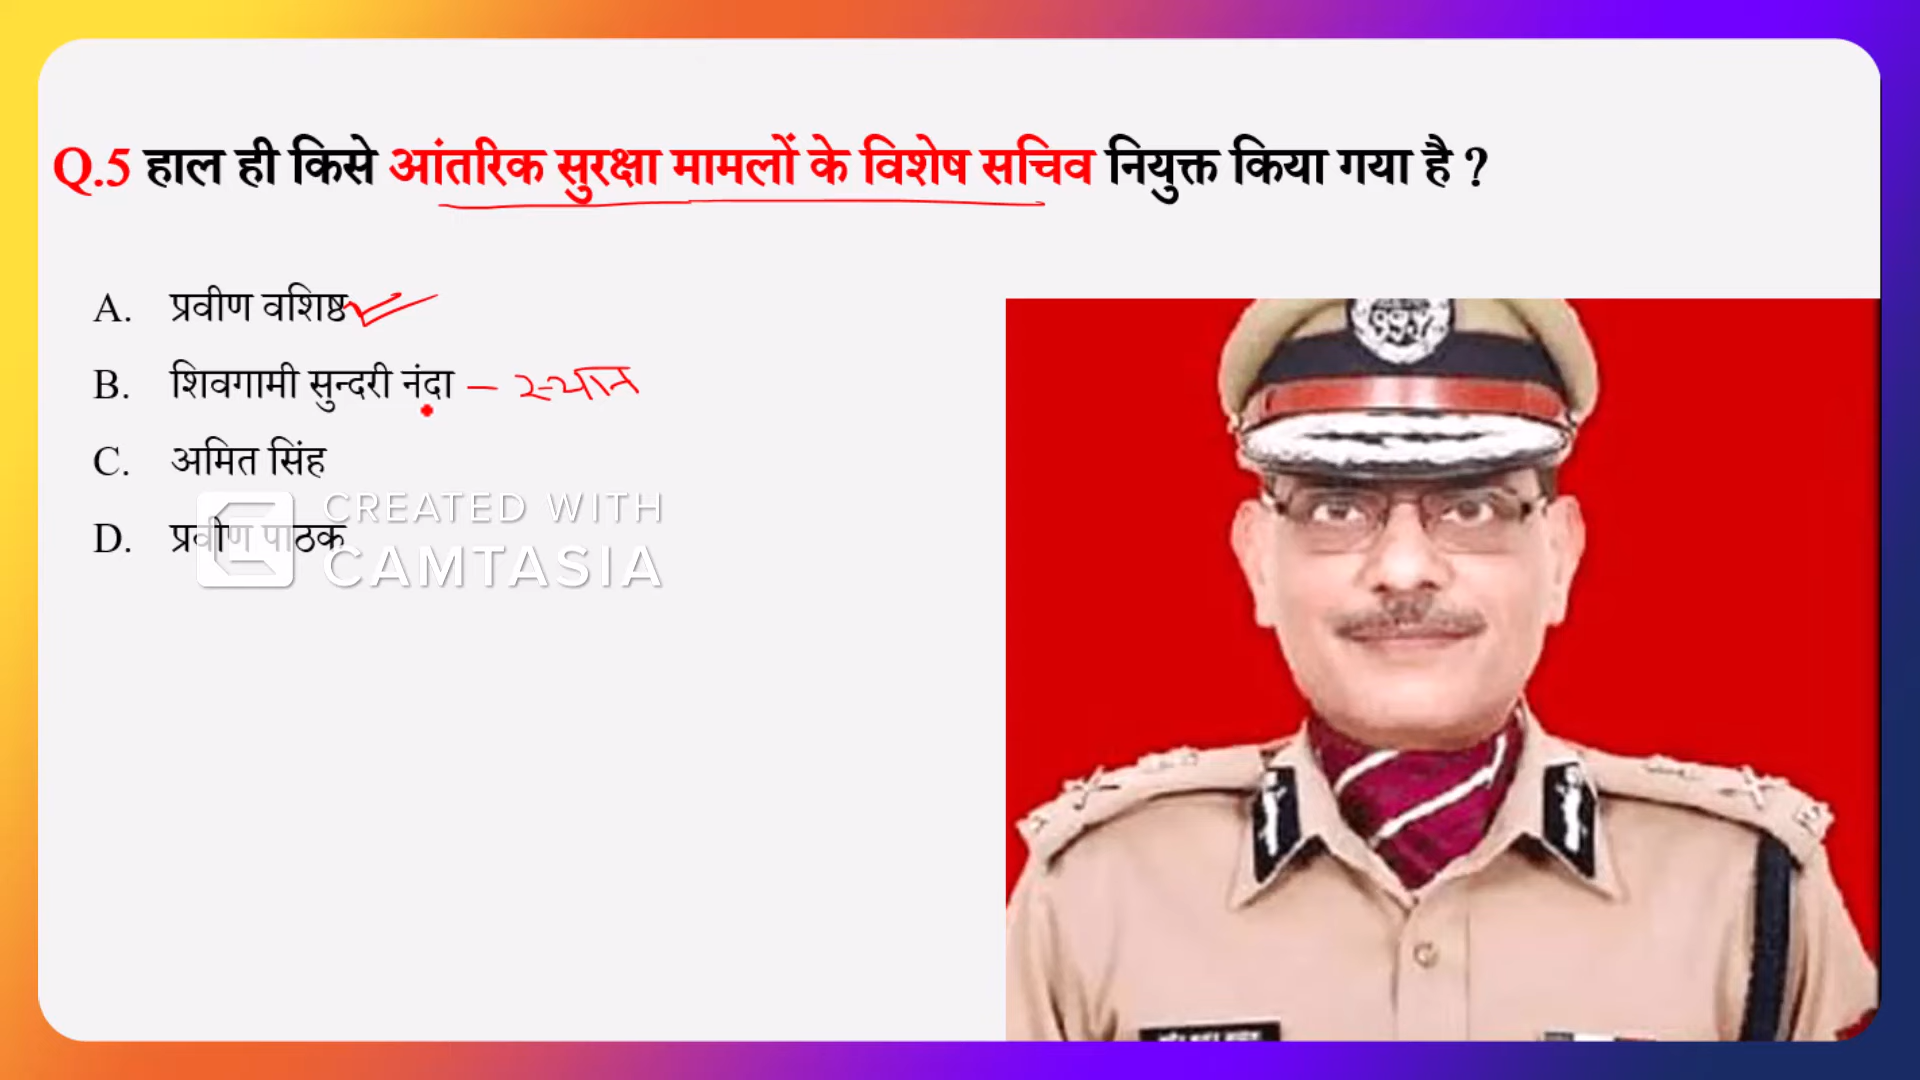 Q.5 हाल ही किसे आंतरिक सुरक्षा मामलों के विशेष सचिव नियुक्त किया गया है ?
A. प्रवीण वशिष्ठ
B. शिवगामी सुन्दरी नंदा –
C. अमित सिंह
CREATED WITH
D. प्रवीण पाठक
CAMTASIA